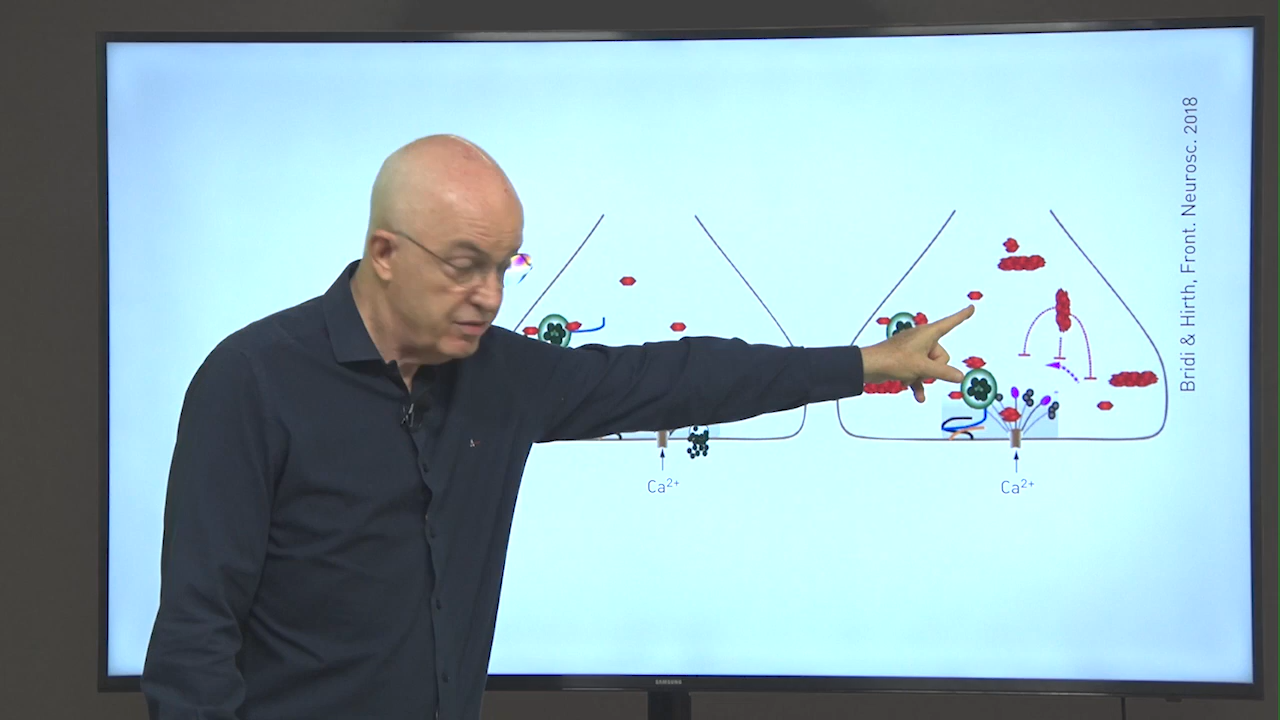 Bridi & Hirth, Front. Neurosc. 2018
Ca²⁺
Ca²⁺
SAMSUNG